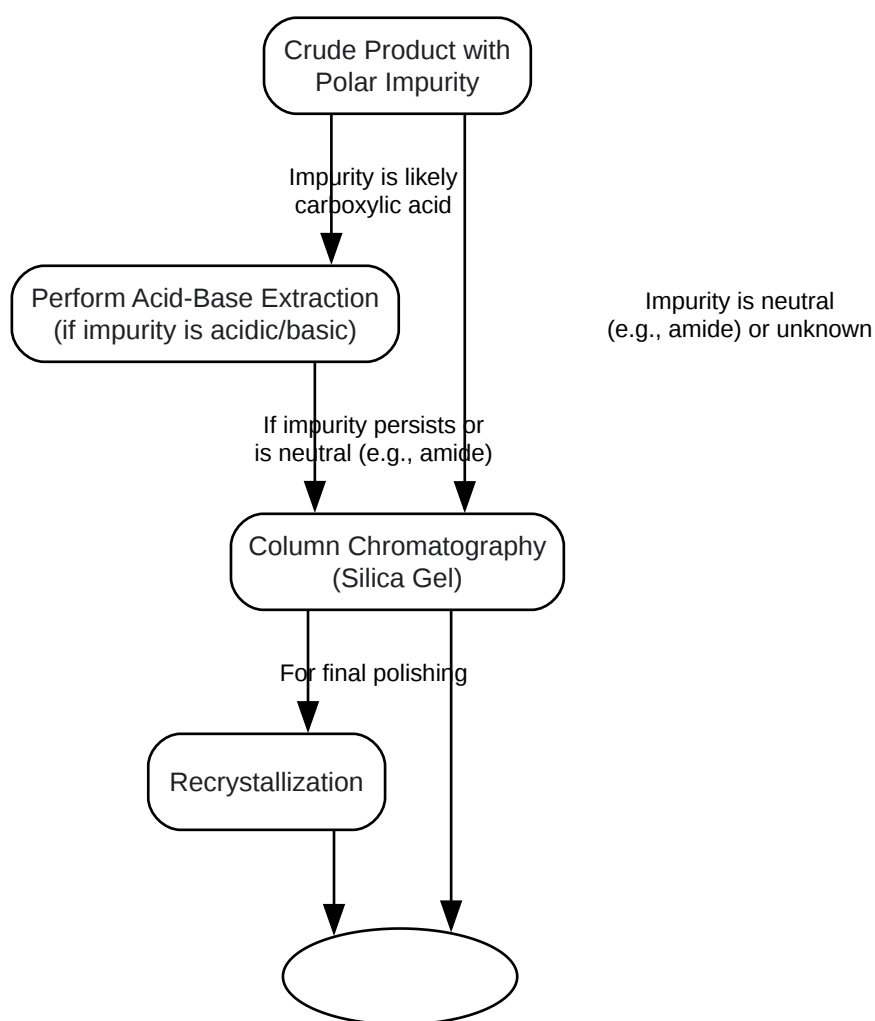 Crude Product with
Polar Impurity
Impurity is likely
carboxylic acid
Perform Acid-Base Extraction
(if impurity is acidic/basic)
Impurity is neutral
(e.g., amide) or unknown
If impurity persists or
is neutral (e.g., amide)
Column Chromatography
(Silica Gel)
For final polishing
Recrystallization